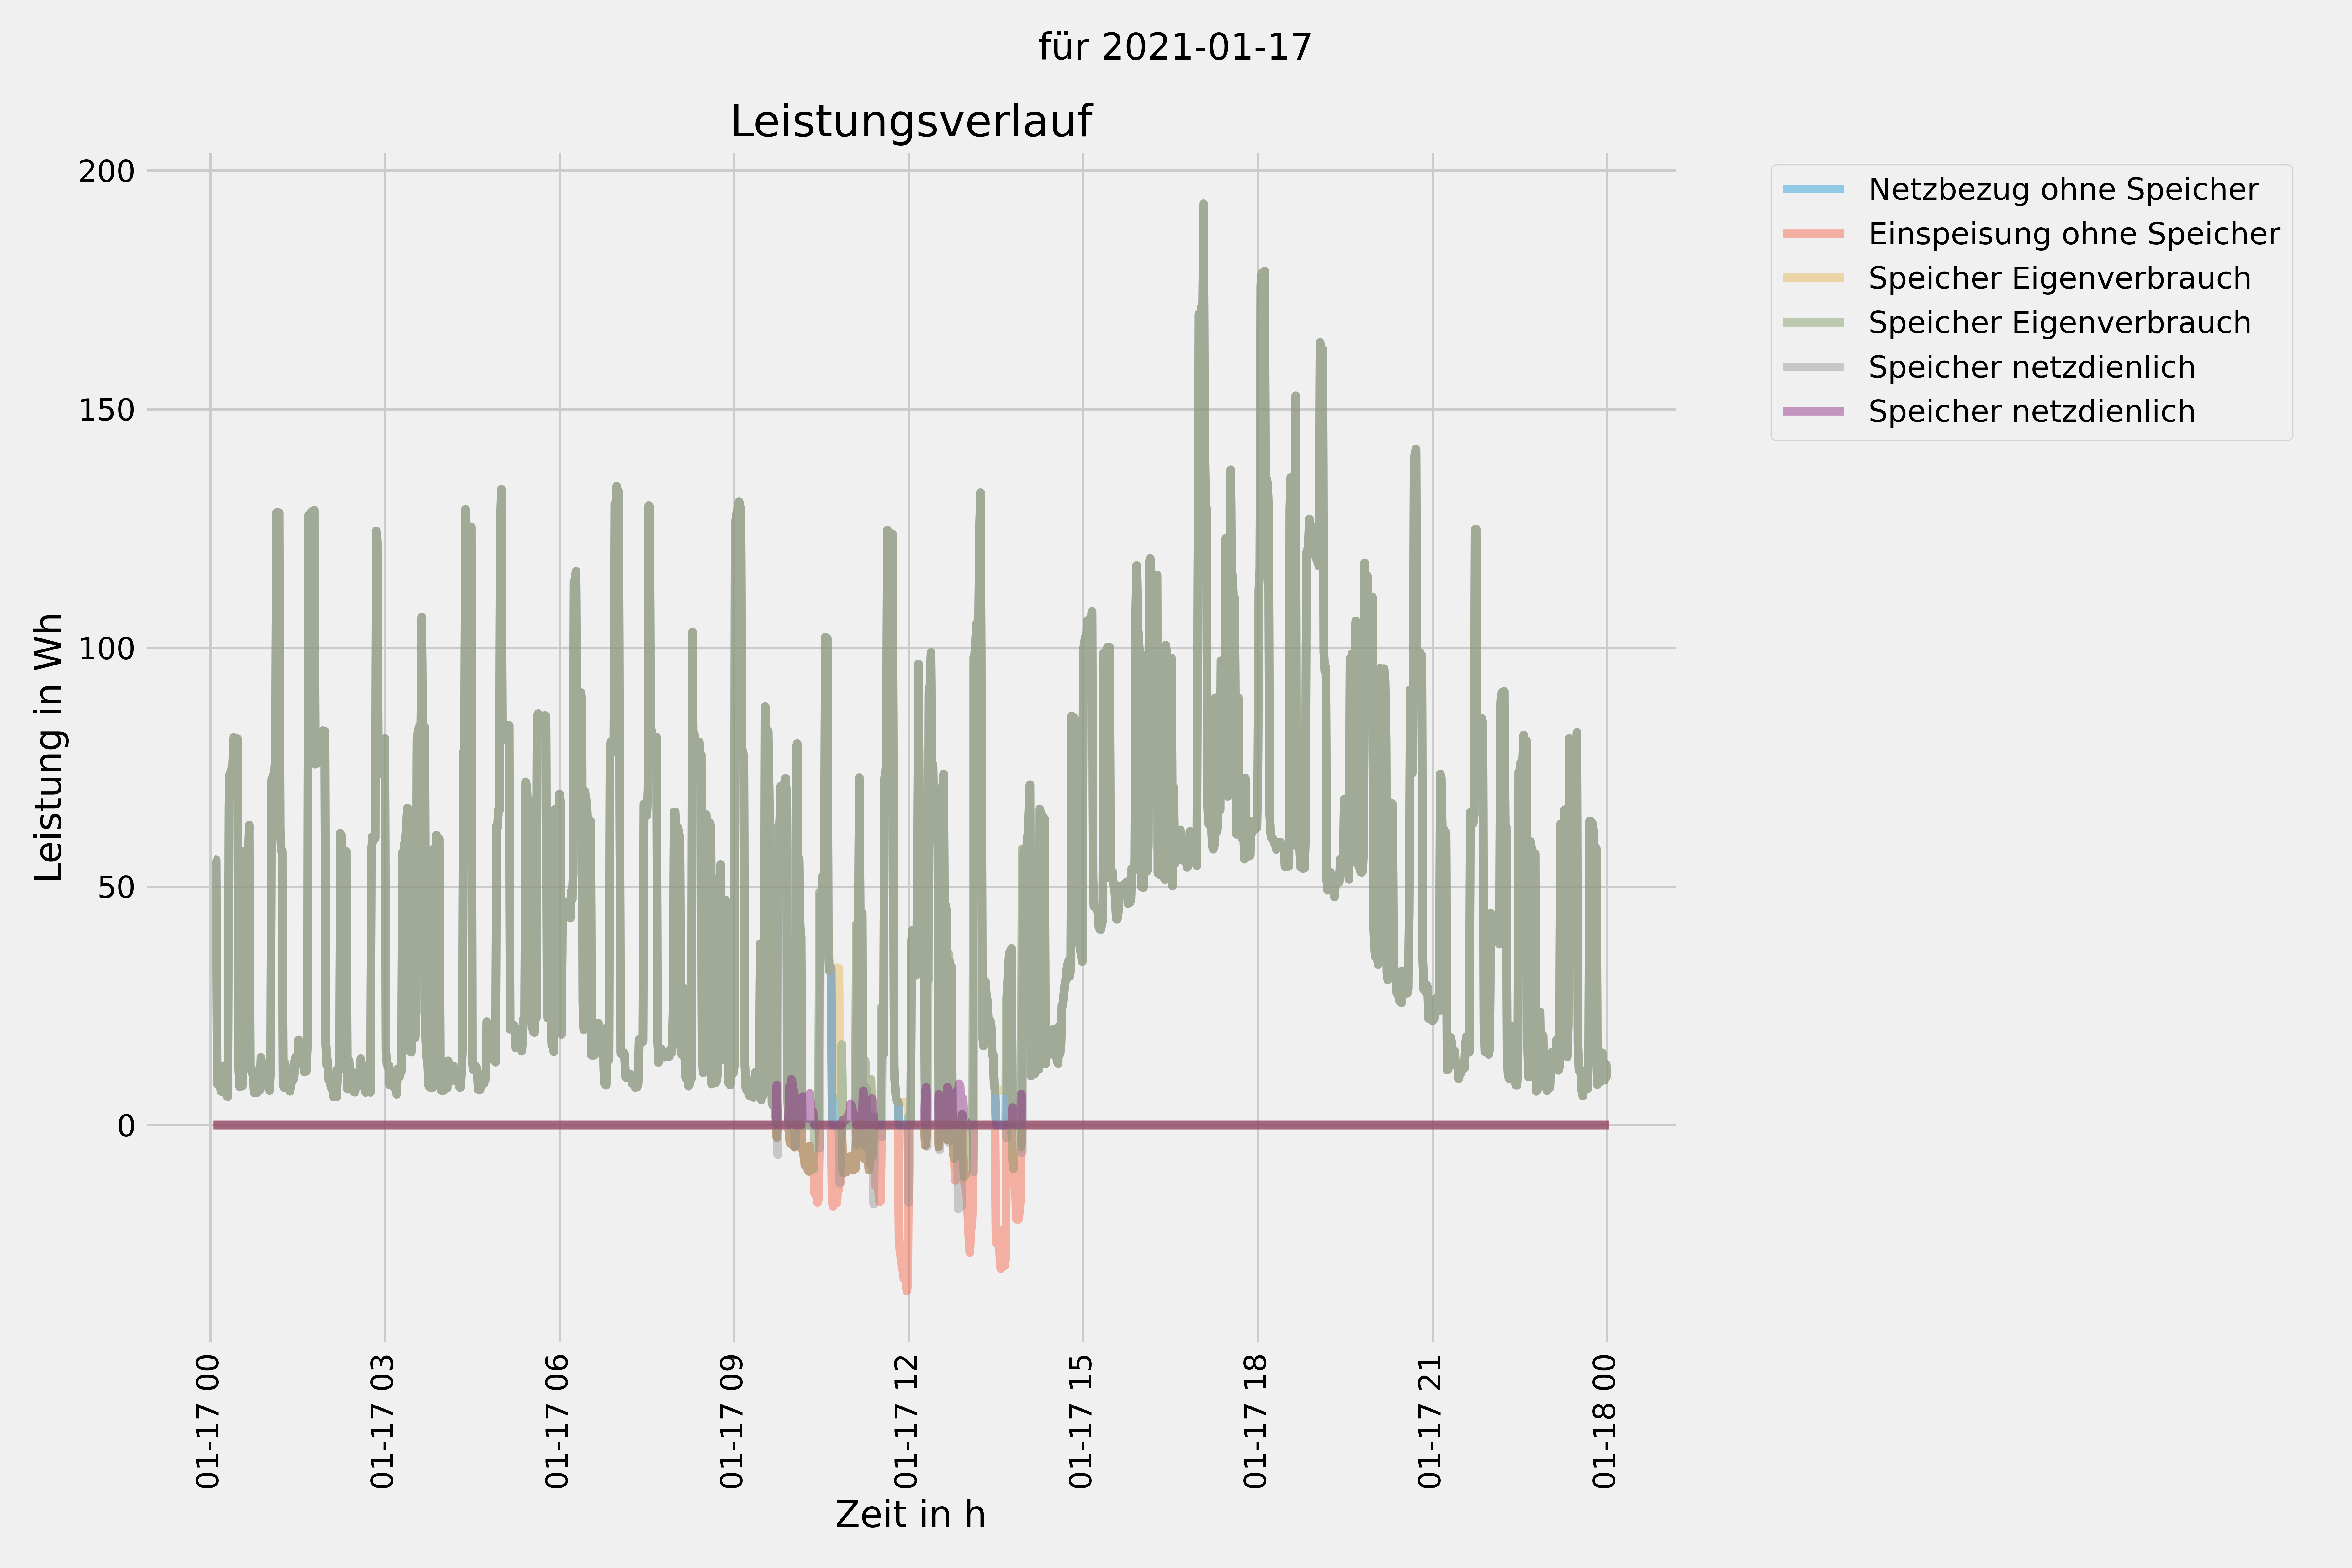 für 2021-01-17
Leistungsverlauf
200
150
100
50
0
Leistung in Wh
01-17 00
01-17 03
01-17 06
01-17 09
01-17 12
01-17 15
01-17 18
01-17 21
01-18 00
Zeit in h
Netzbezug ohne Speicher
Einspeisung ohne Speicher
Speicher Eigenverbrauch
Speicher Eigenverbrauch
Speicher netzdienlich
Speicher netzdienlich